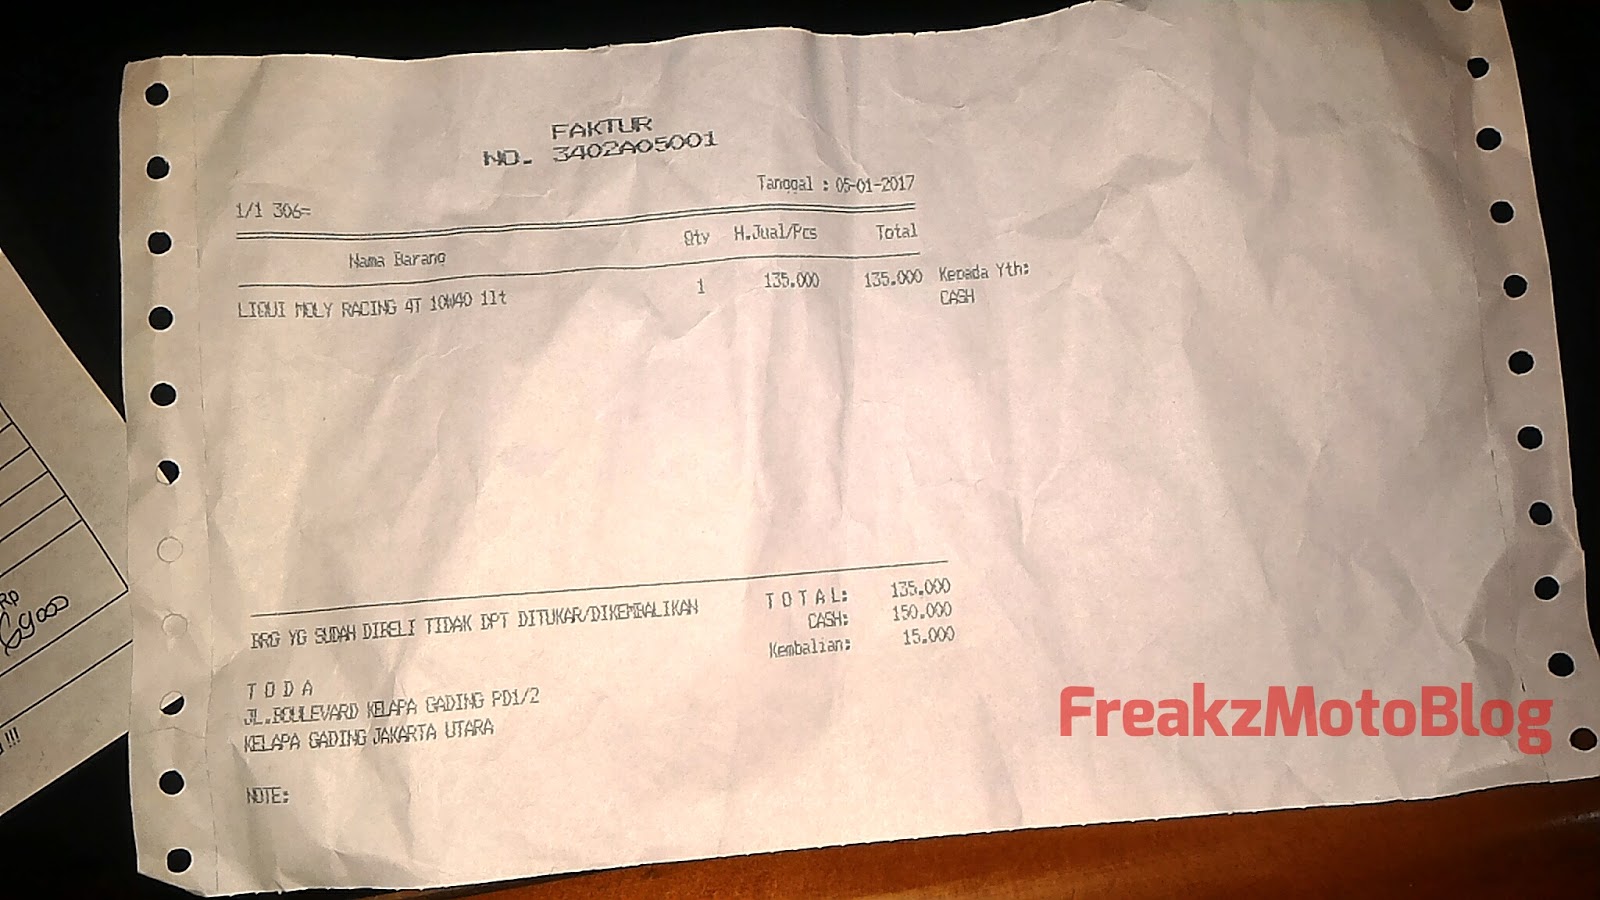 FAKTUR
NO. 3402A05001
Tanggal : 05-01-2017
1/1 306=
Nama Barang Qty H.Jual/Pcs Total
LIQUI MOLY RACING 4T 10W40 1lt 1 135.000 135.000 Kepada Yth:
CASH
BRG YG SUDAH DIBELI TIDAK DPT DITUKAR/DIKEMBALIKAN T O T A L: 135.000
CASH: 150.000
Kembalian: 15.000
T O D A
JL.BOULEVARD KELAPA GADING PD1/2
KELAPA GADING JAKARTA UTARA
NOTE:
Rp
69000
!!!
FreakzMotoBlog